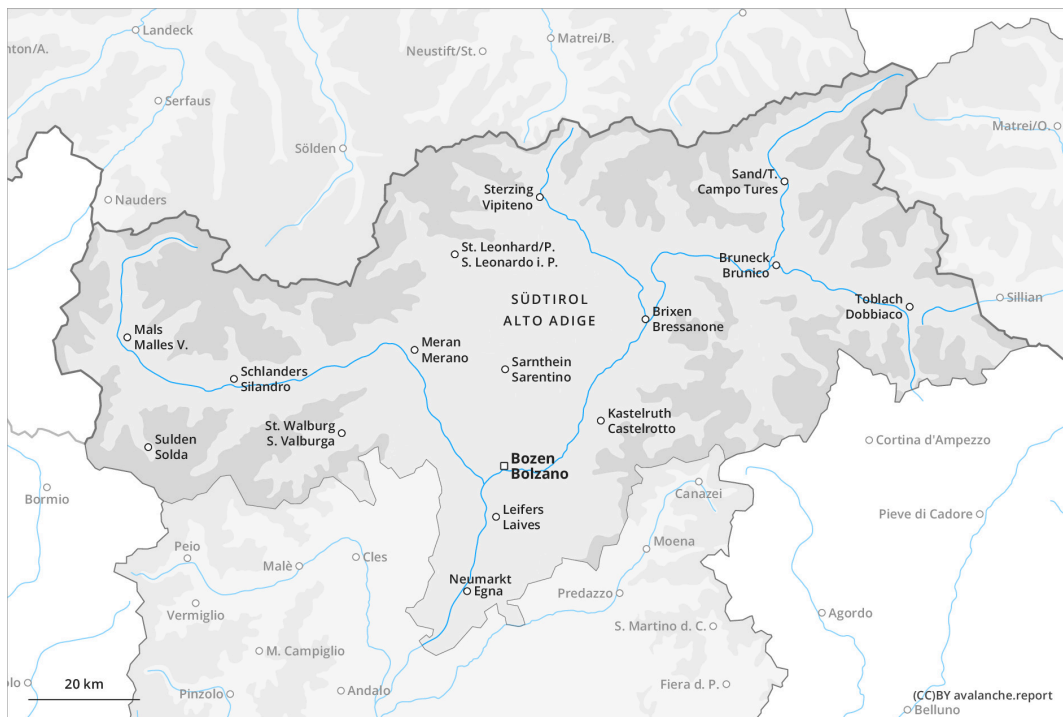 Landeck
nton/A.
Neustift/St.
Matrei/B.
Serfaus
Matrei/O.
Sölden
Sand/T.
Campo Tures
Sterzing
Vipiteno
Nauders
St. Leonhard/P.
S. Leonardo i. P.
Bruneck
Brunico
SÜDTIROL
ALTO ADIGE
Toblach
Dobbiaco
Sillian
Brixen
Bressanone
Mals
Malles V.
Meran
Merano
Schlanders
Silandro
Sarnthein
Sarentino
Kastelruth
Castelrotto
St. Walburg
S. Valburga
Sulden
Solda
Cortina d'Ampezzo
Bozen
Bolzano
Bormio
Canazei
Leifers
Laives
Pieve di Cadore
Moena
Peio
Malè
Cles
Neumarkt
Egna
Predazzo
Vermiglio
Agordo
S. Martino d. C.
M. Campiglio
olo
20 km
Pinzolo
Andalo
Fiera d. P.
(CC)BY avalanche.report
Belluno